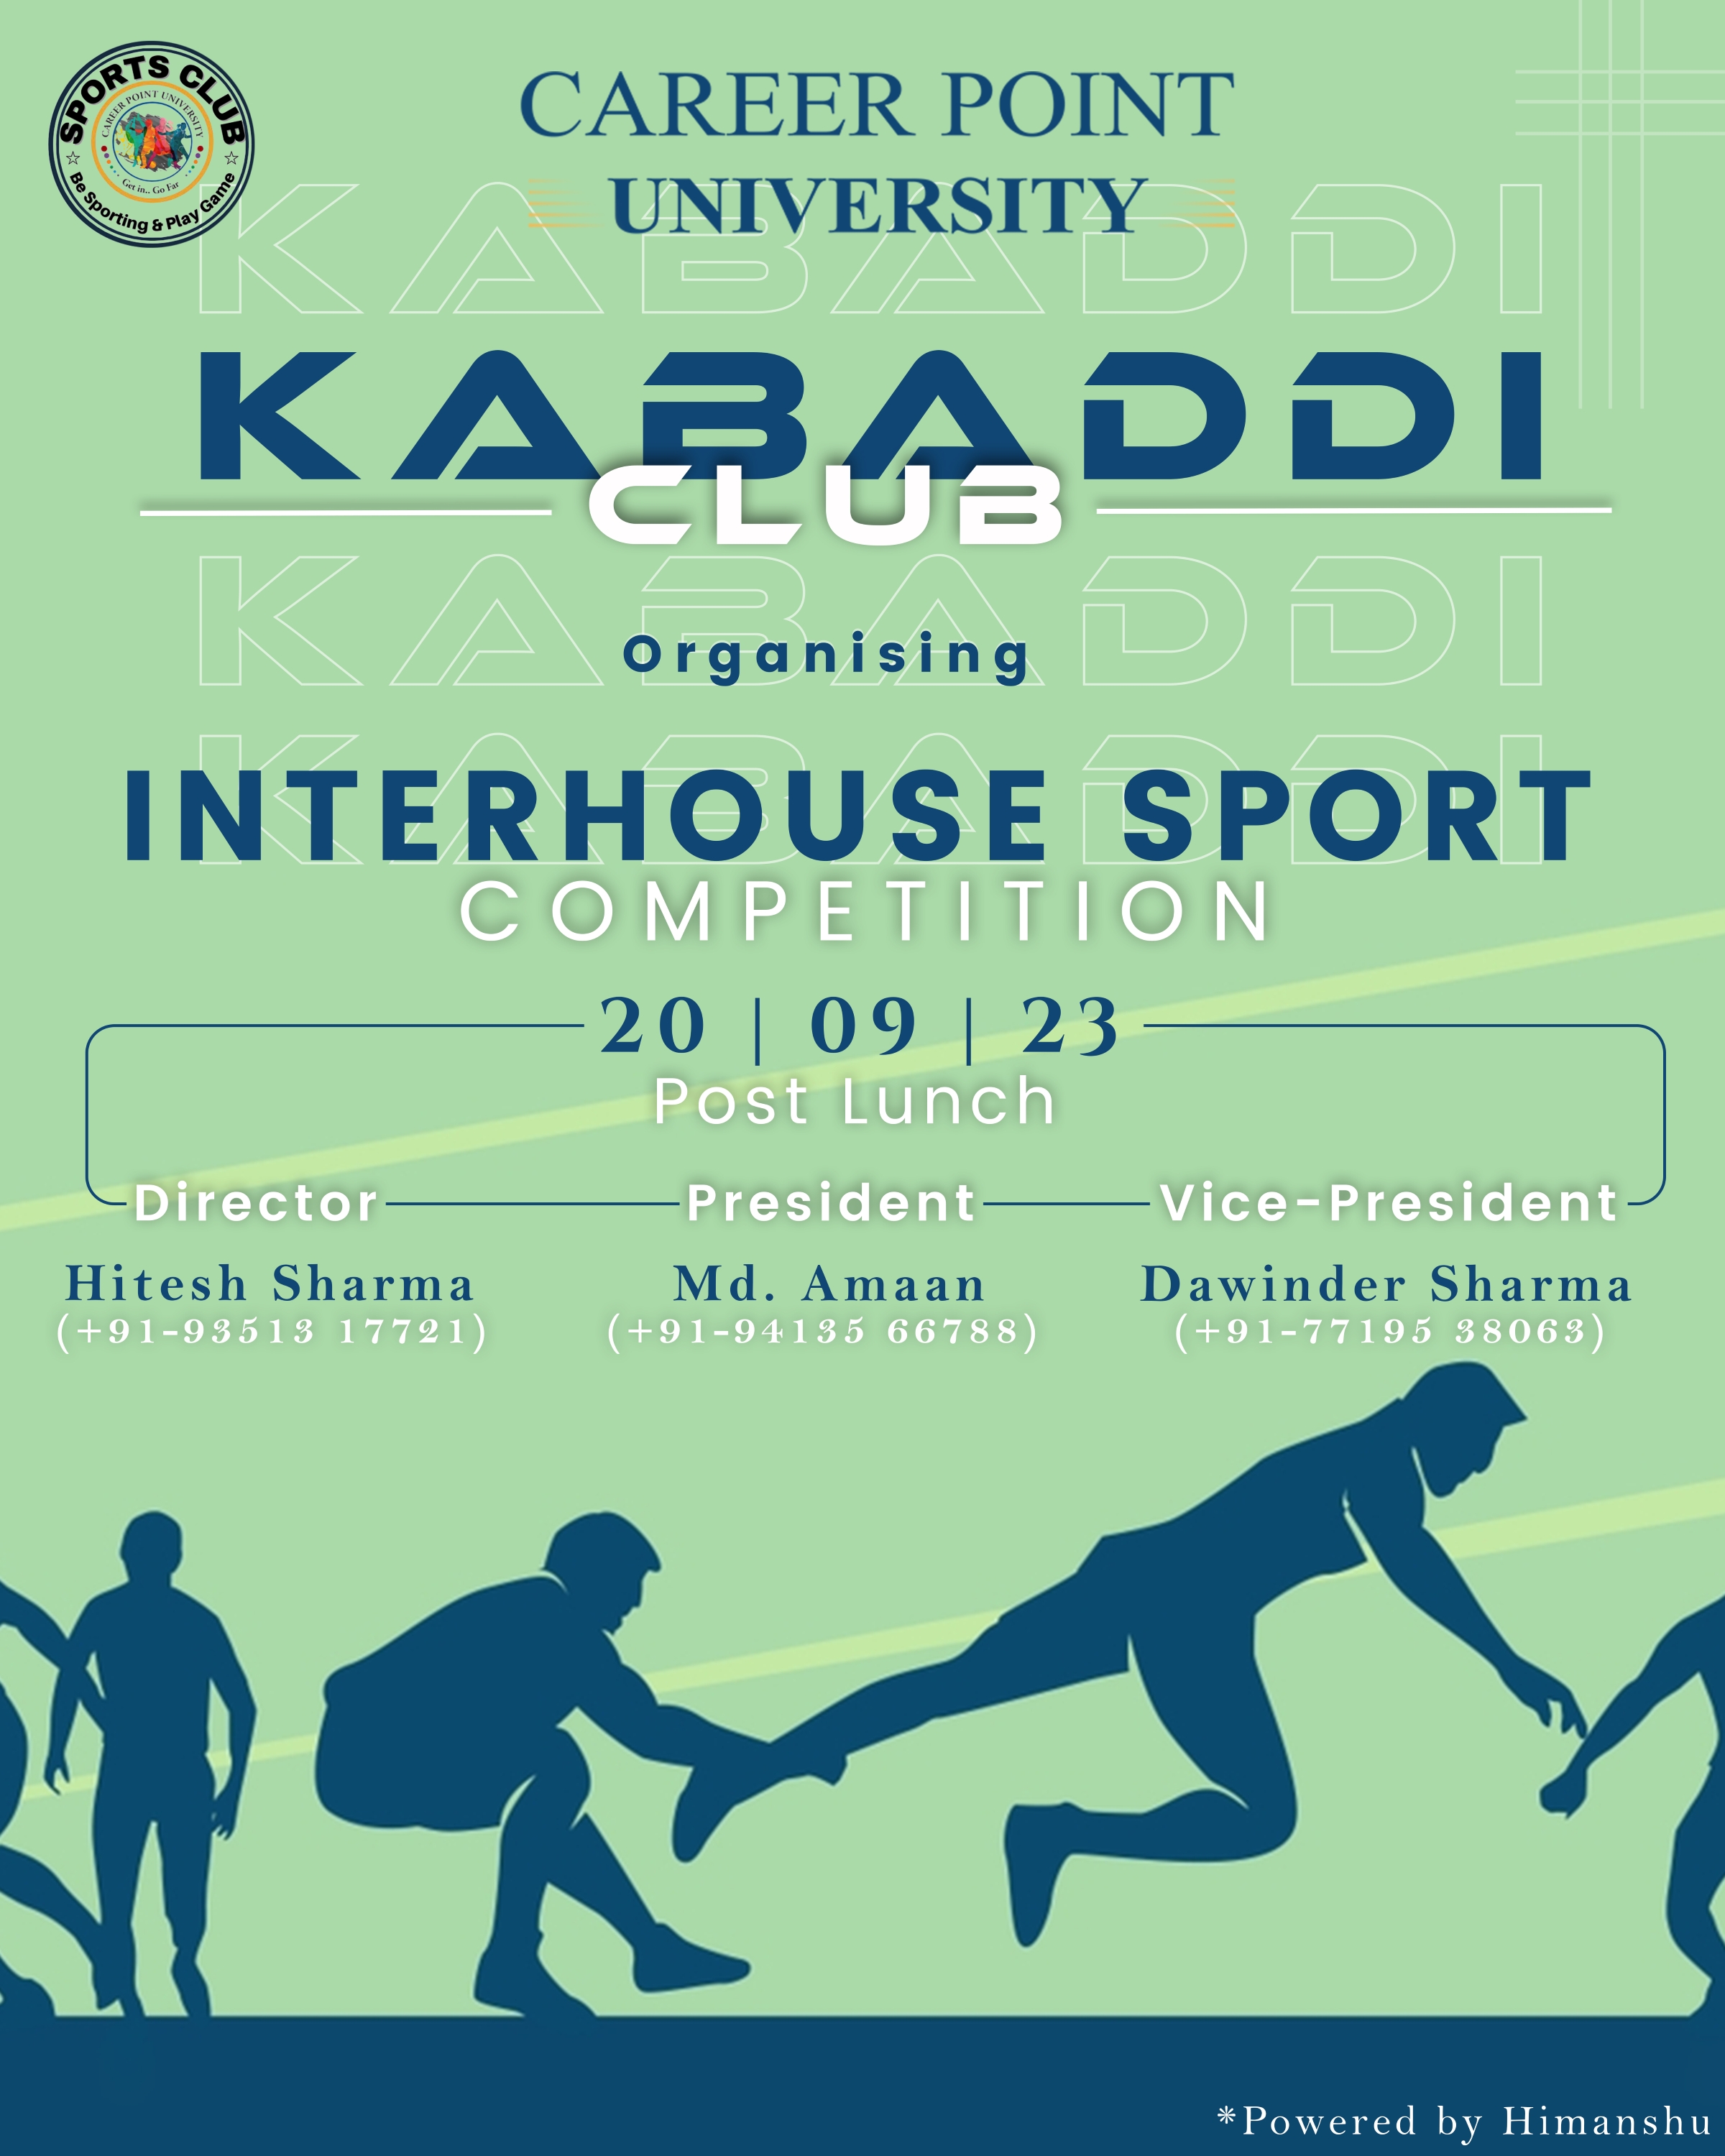 SPORTS CLUB
CAREER POINT UNIVERSITY
Get in.. Go Far
Be Sporting & Play Game
CAREER POINT
UNIVERSITY
KABADDI
KABADDI
CLUB
KABADDI
Organising
KABADDI
INTERHOUSE SPORT
COMPETITION
20 | 09 | 23
Post Lunch
Director President Vice-President
Hitesh Sharma Md. Amaan Dawinder Sharma
(+91-93513 17721) (+91-94135 66788) (+91-77195 38063)
*Powered by Himanshu